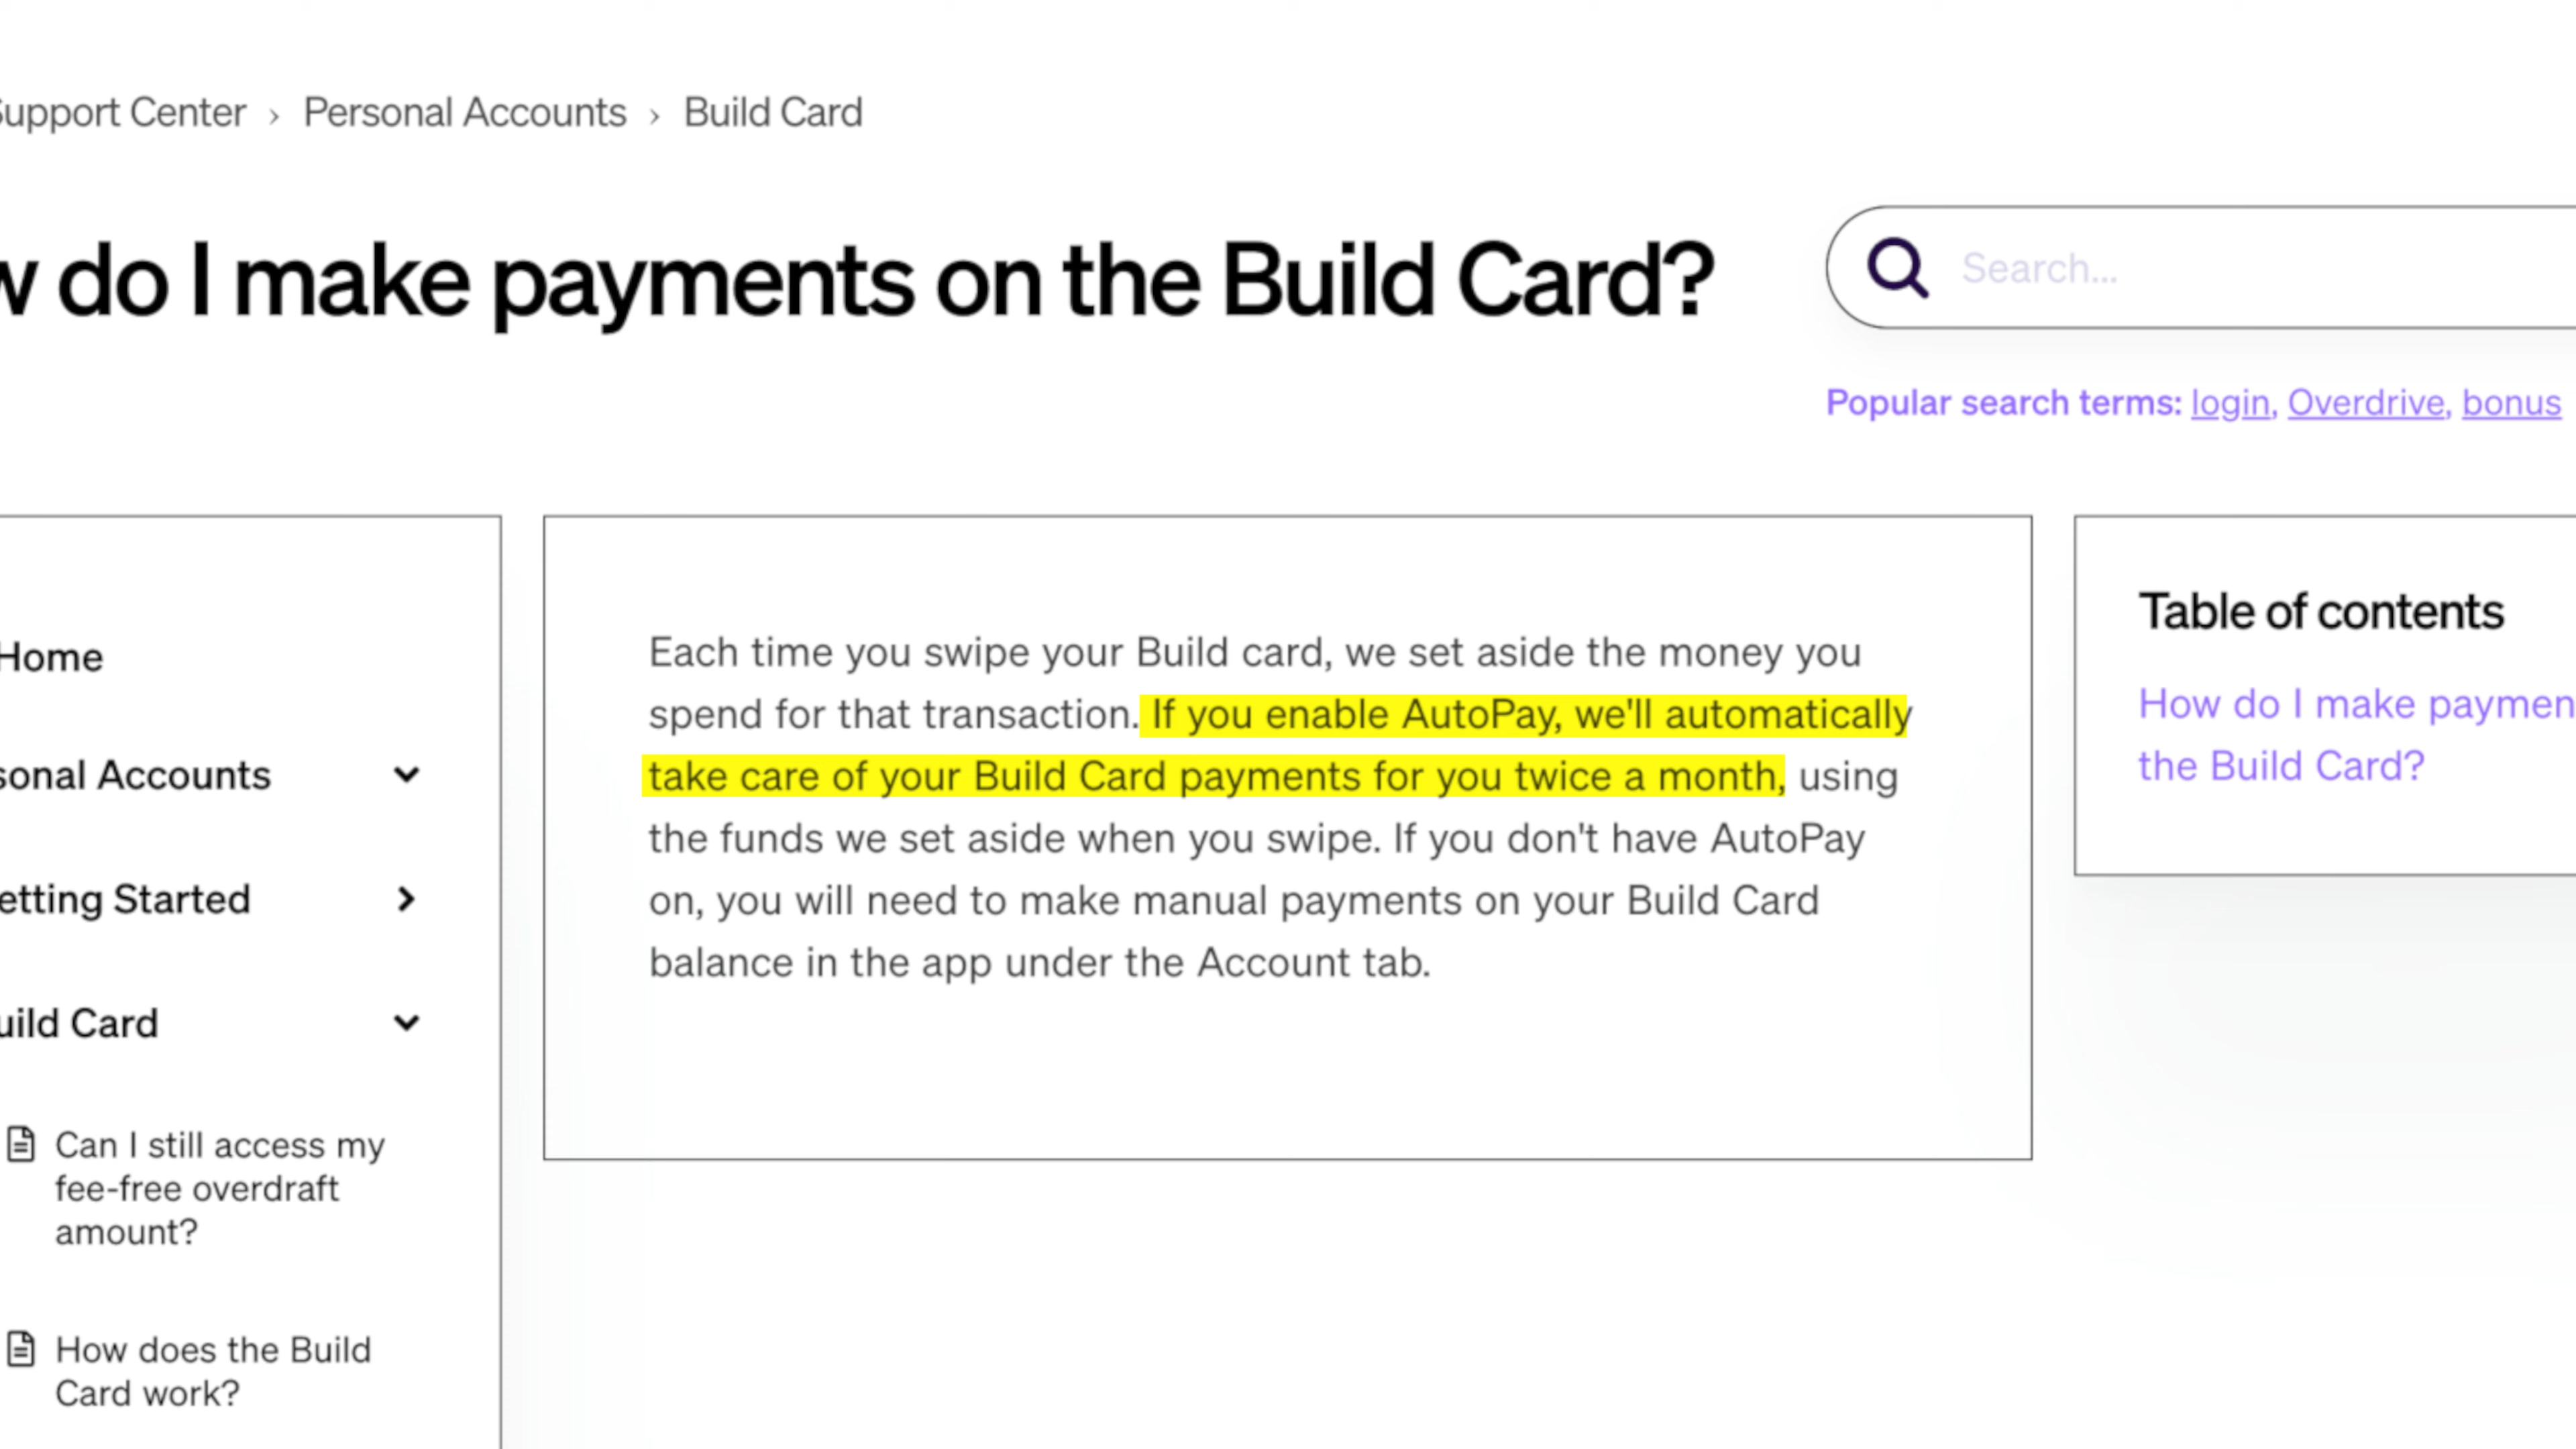 Support Center › Personal Accounts › Build Card
do I make payments on the Build Card?
Search...
Popular search terms: login, Overdrive, bonus
Home
Personal Accounts
Getting Started
Build Card
Can I still access my
fee-free overdraft
amount?
How does the Build
Card work?
Each time you swipe your Build card, we set aside the money you
spend for that transaction. If you enable AutoPay, we'll automatically
take care of your Build Card payments for you twice a month, using
the funds we set aside when you swipe. If you don't have AutoPay
on, you will need to make manual payments on your Build Card
balance in the app under the Account tab.
Table of contents
How do I make paymen
the Build Card?